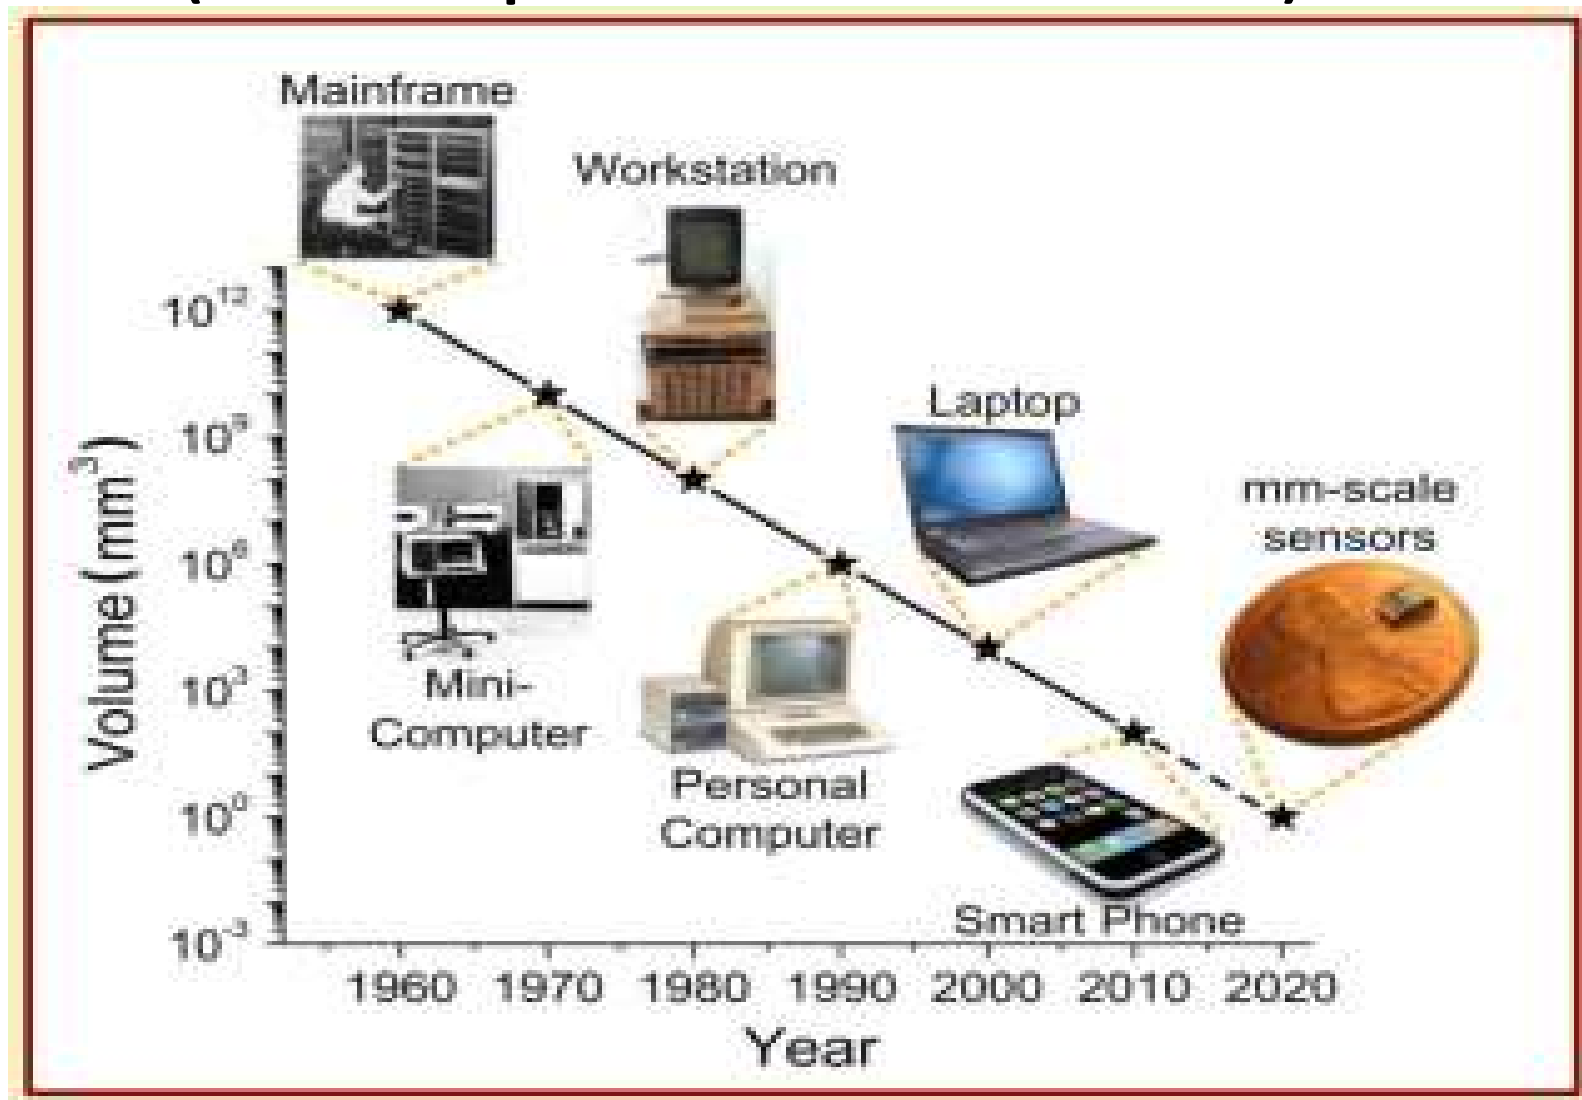 Mainframe
Workstation
Laptop
mm-scale
sensors
Mini-
Computer
Personal
Computer
Smart Phone
Volume (mm³)
10¹²
10⁹
10⁶
10³
10⁰
10⁻³
1960 1970 1980 1990 2000 2010 2020
Year